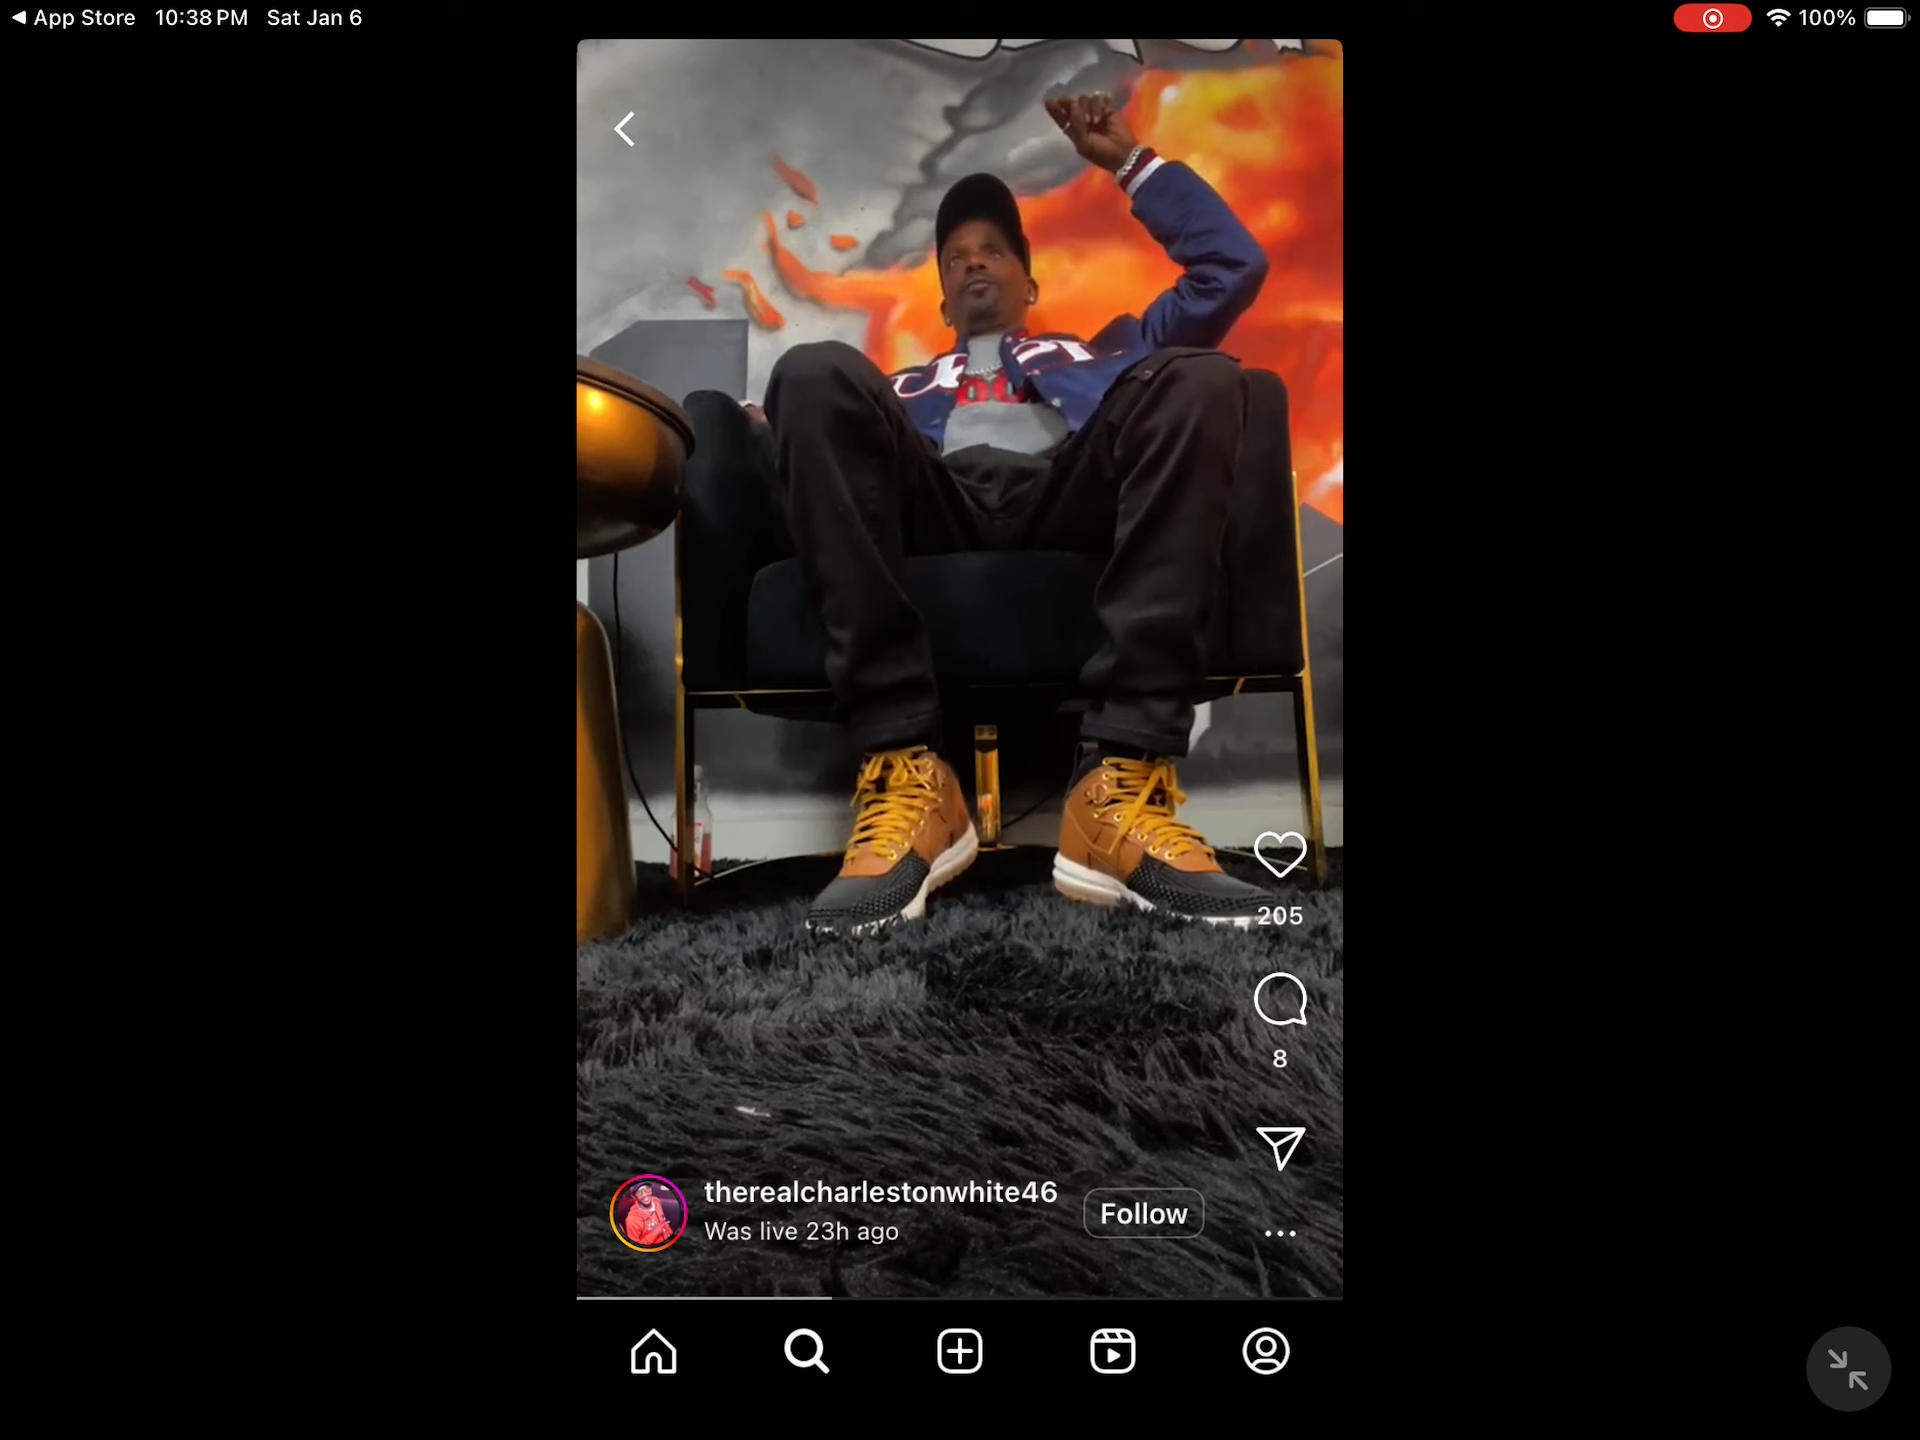 App Store 10:38 PM Sat Jan 6 100%
205
8
therealcharlestonwhite46
Follow
Was live 23h ago